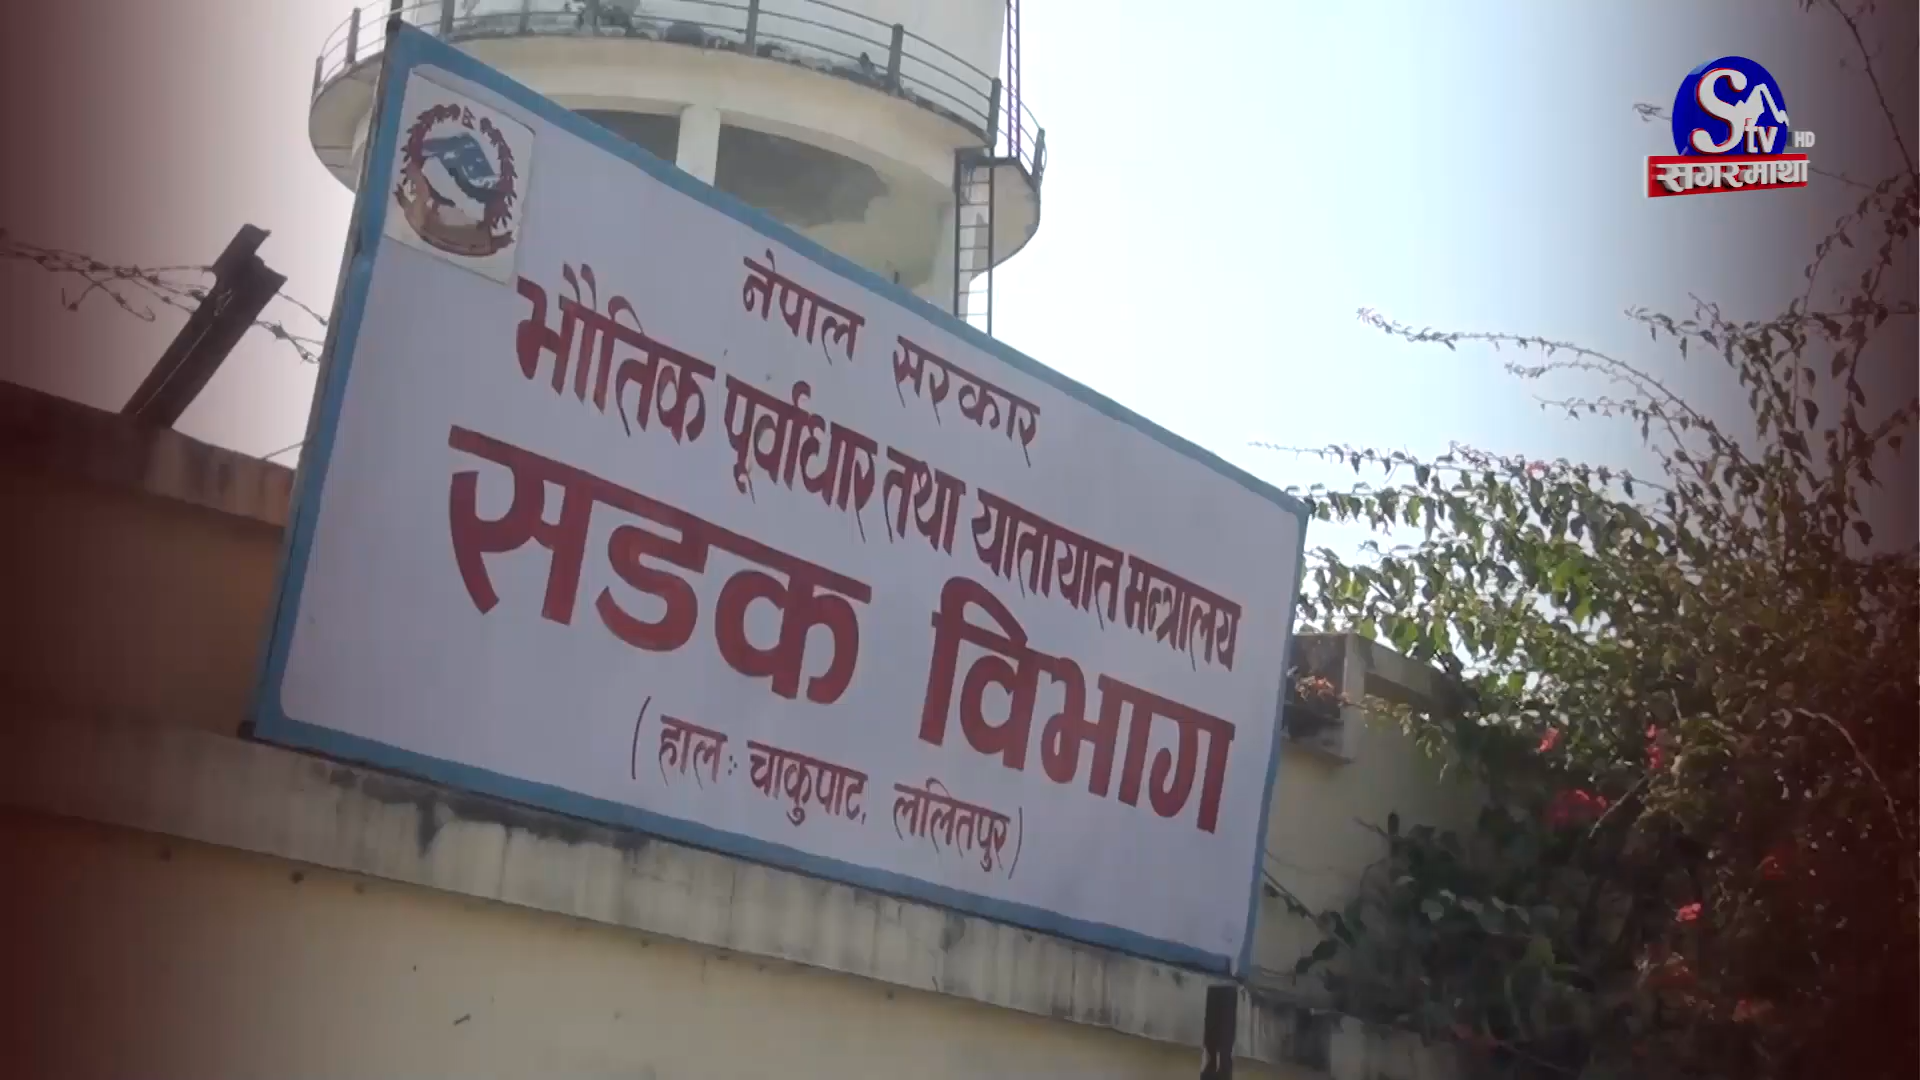 नेपाल सरकार
भौतिक पूर्वाधार तथा यातायात मन्त्रालय
सडक विभाग
(हालः चाकुपाट, ललितपुर)
S tv HD
सगरमाथा